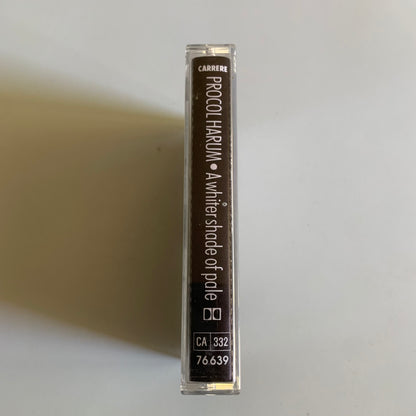 CARRERE
PROCOL HARUM • A whiter shade of pale
CA 332
76.639